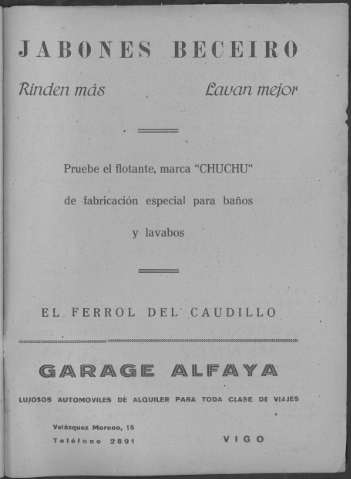 JABONES BECEIRO
Rinden más Lavan mejor
Pruebe el flotante, marca "CHUCHU"
de fabricación especial para baños
y lavabos
EL FERROL DEL CAUDILLO
GARAGE ALFAYA
LUJOSOS AUTOMOVILES DE ALQUILER PARA TODA CLASE DE VIAJES
Velázquez Moreno, 15
Teléfono 2891 VIGO